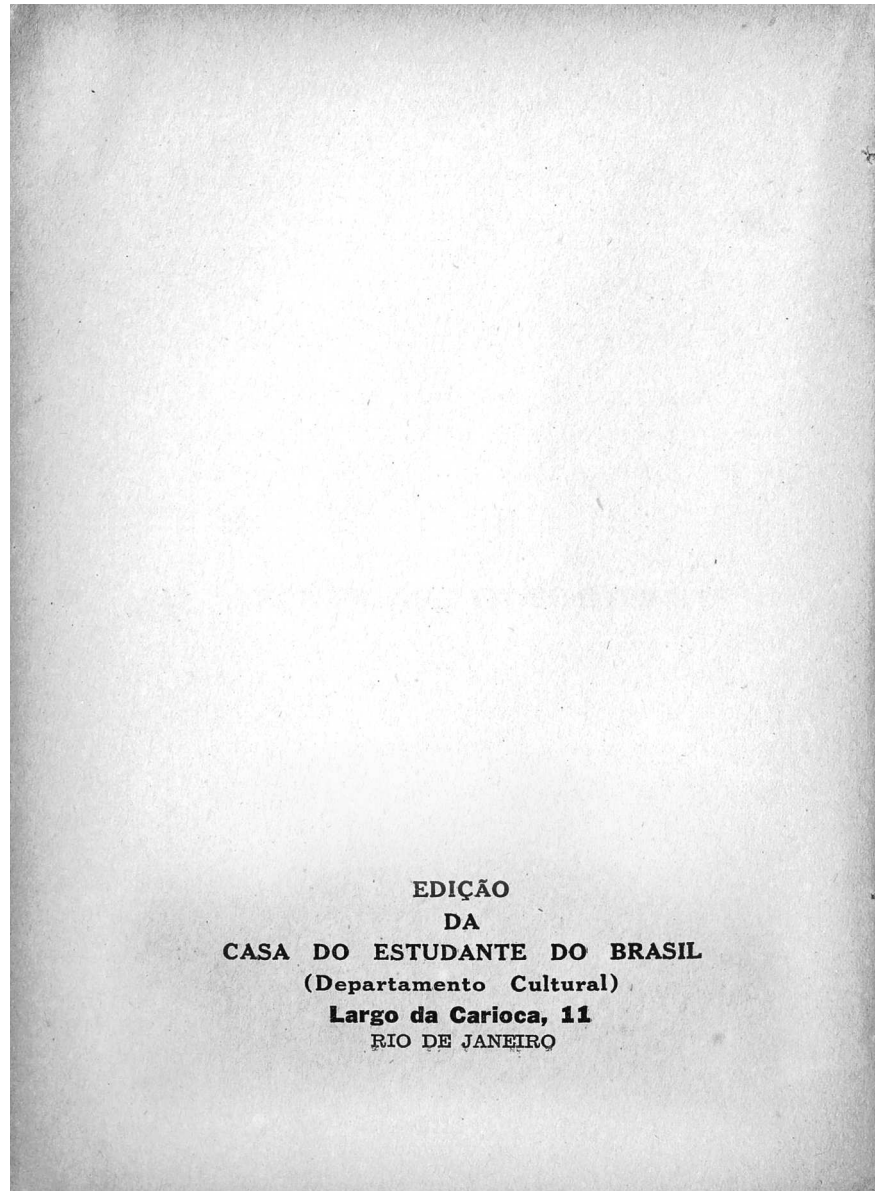 EDIÇÃO
DA
CASA DO ESTUDANTE DO BRASIL
(Departamento Cultural)
Largo da Carioca, 11
RIO DE JANEIRO